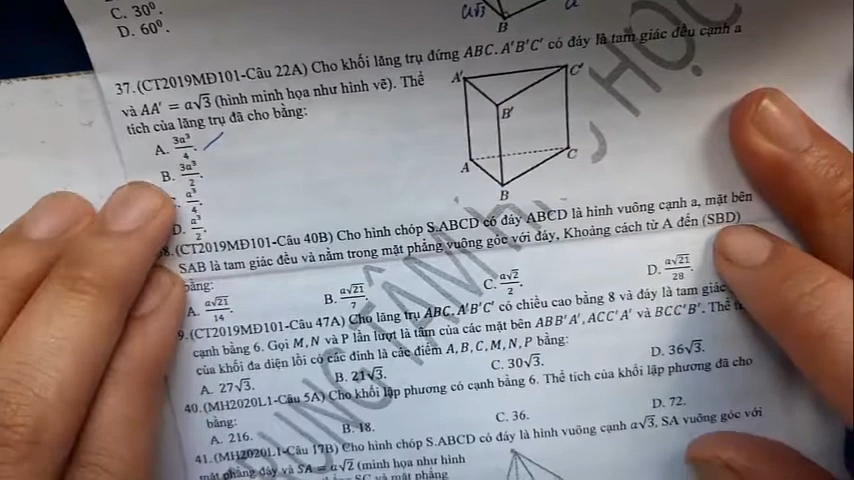 C. 30⁰.
D. 60⁰.
a√3
B
a
37.(CT2019MĐ101-Câu 22A) Cho khối lăng trụ đứng ABC.A'B'C' có đáy là tam giác đều cạnh a
và AA' = a√3 (hình minh họa như hình vẽ). Thể
tích của lăng trụ đã cho bằng:
A'
C'
B'
A
C
B
A. 3a³/4.
B. 3a³/2.
a³/4.
D. a³/2.
8.(CT2019MĐ101-Câu 40B) Cho hình chóp S.ABCD có đáy ABCD là hình vuông cạnh a, mặt bên
SAB là tam giác đều và nằm trong mặt phẳng vuông góc với đáy, Khoảng cách từ A đến (SBD)
bằng:
A. a√21/14.
B. a√21/7.
C. a√2/2.
D. a√21/28.
9.(CT2019MĐ101-Câu 47A) Cho lăng trụ ABC.A'B'C' có chiều cao bằng 8 và đáy là tam giác
cạnh bằng 6. Gọi M,N và P lần lượt là tâm của các mặt bên ABB'A', ACC'A' và BCC'B'. Thể
của khối đa diện lồi có các đỉnh là các điểm A, B, C, M, N, P bằng:
A. 27√3.
B. 21√3.
C. 30√3.
D. 36√3.
40.(MH2020L1-Câu 5A) Cho khối lập phương có cạnh bằng 6. Thể tích của khối lập phương đã cho
bằng:
A. 216.
B. 18.
C. 36.
D. 72.
41.(MH2020L1-Câu 17B) Cho hình chóp S.ABCD có đáy là hình vuông cạnh a√3, SA vuông góc với
mặt phẳng đáy và SA = a√2 (minh họa như hình
SC và mặt phẳng